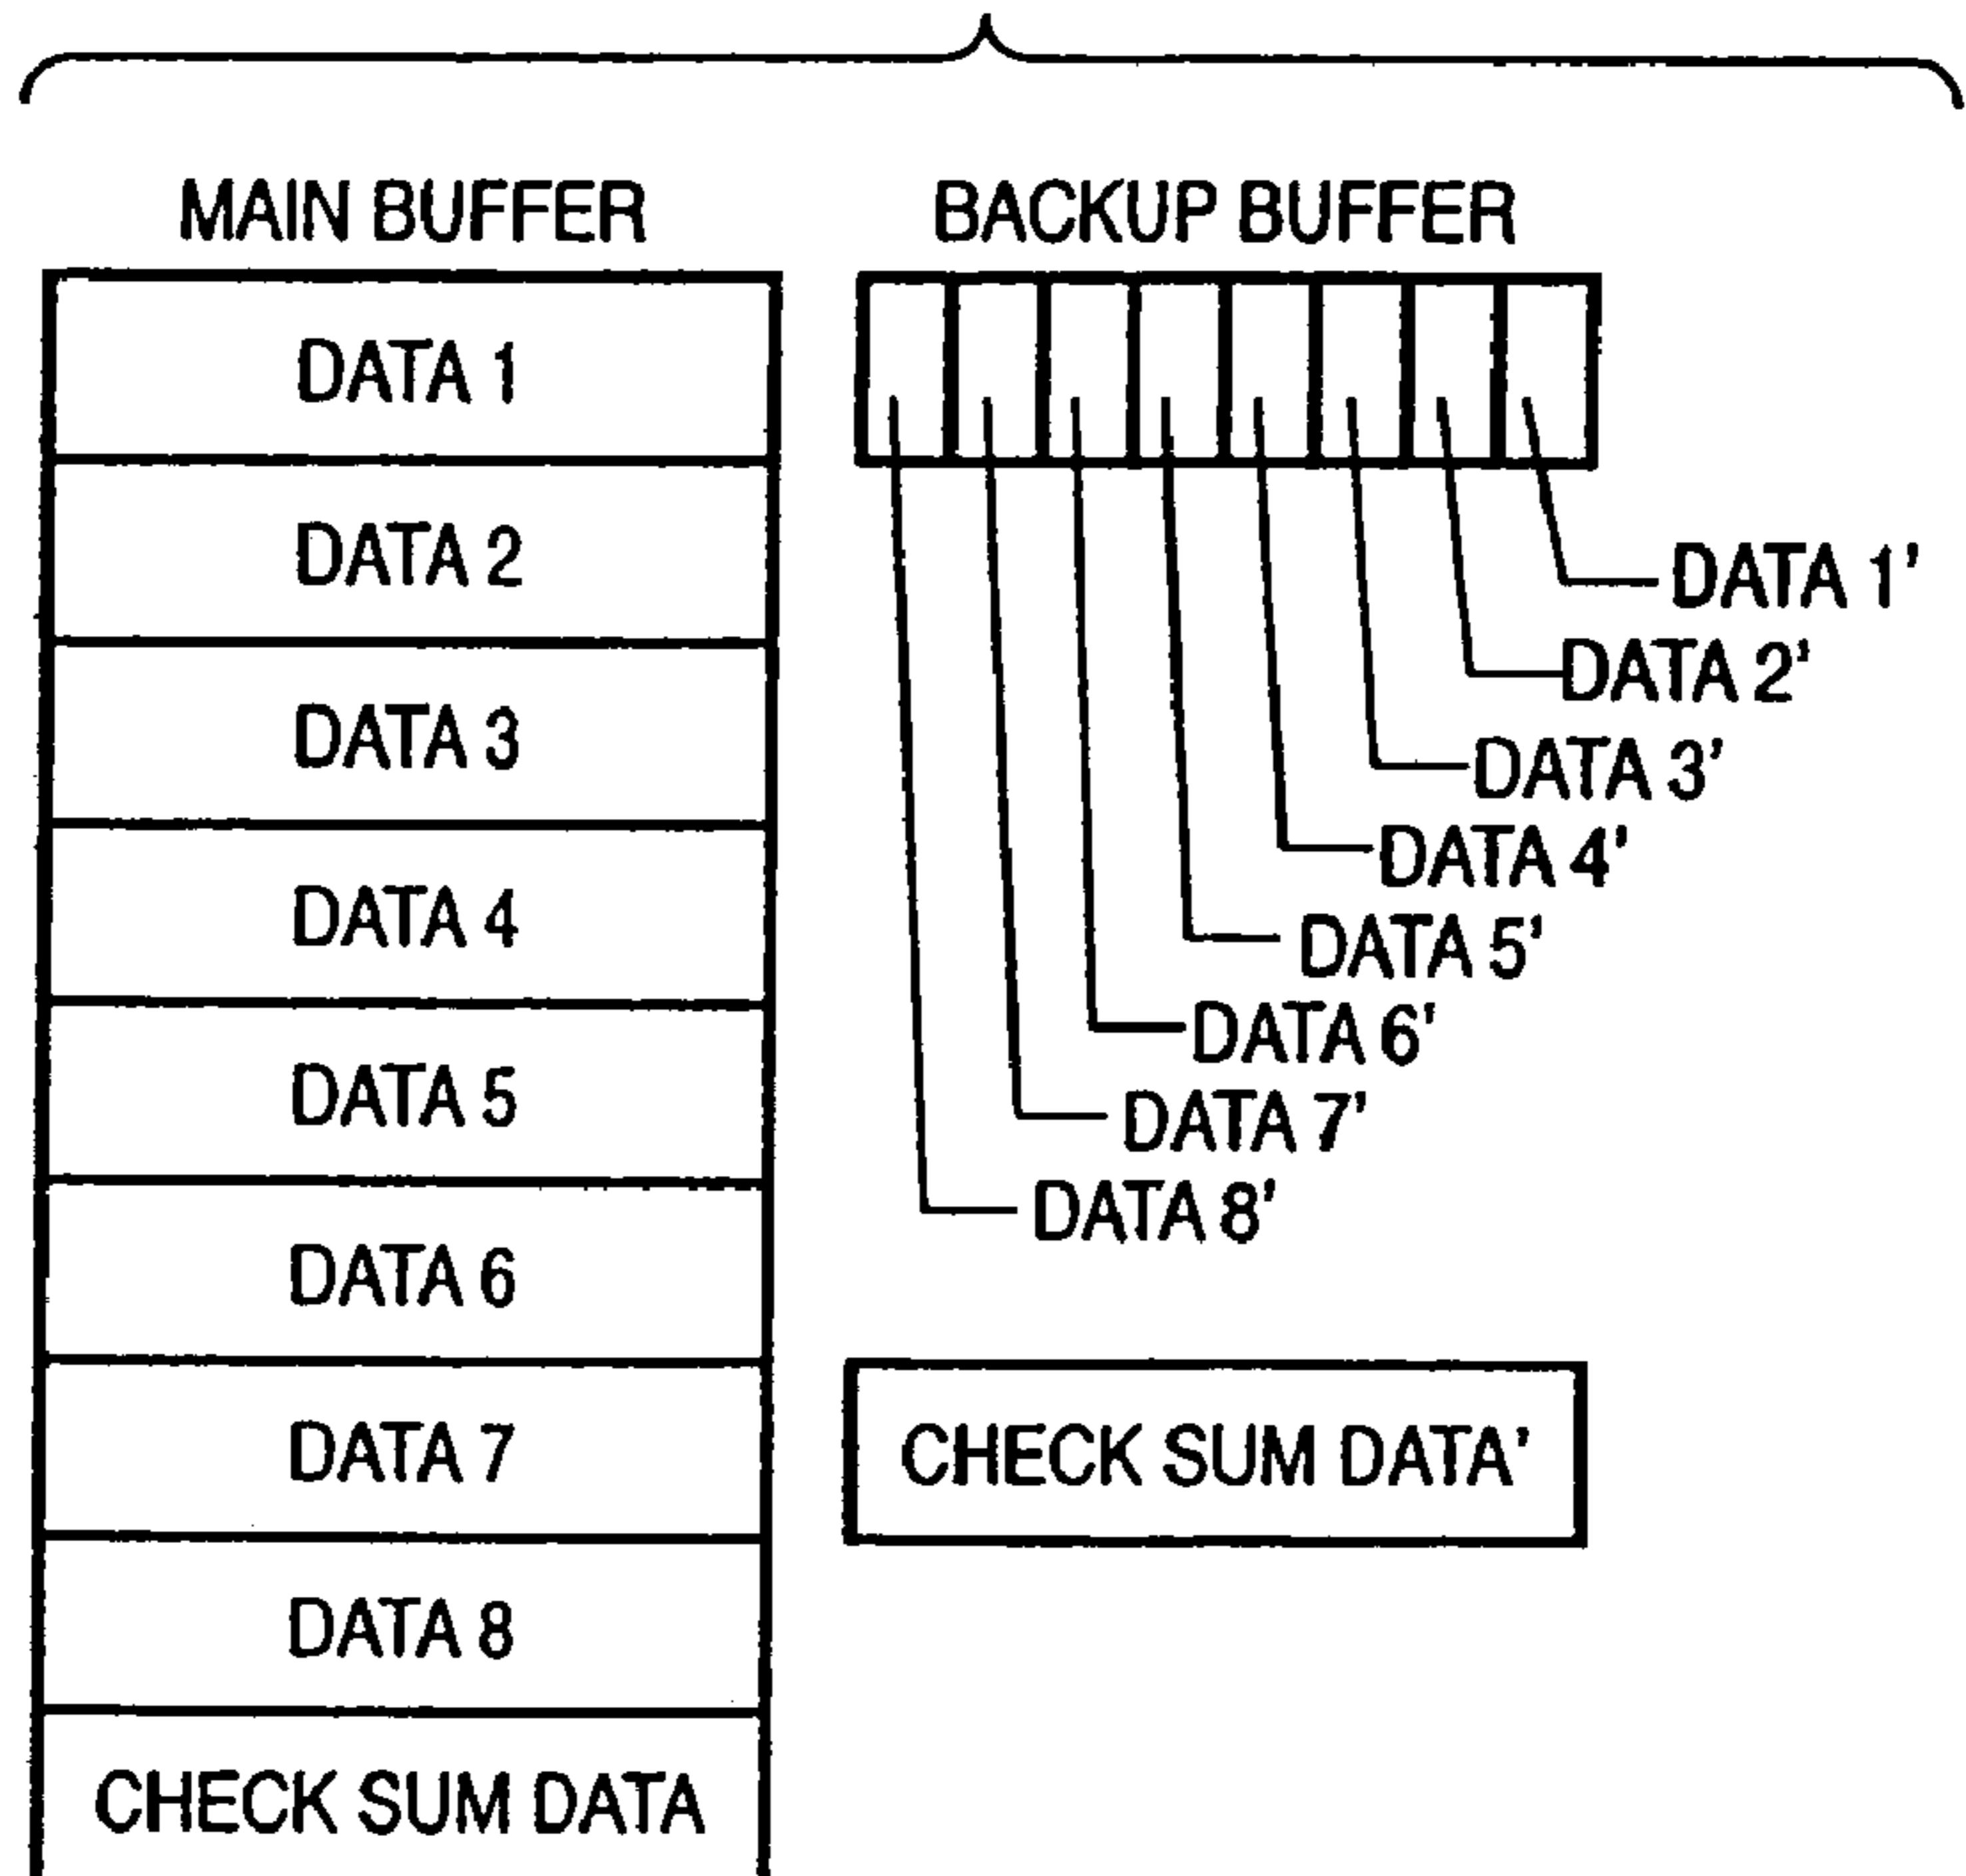 MAIN BUFFER
DATA 1
DATA 2
DATA 3
DATA 4
DATA 5
DATA 6
DATA 7
DATA 8
CHECK SUM DATA
BACKUP BUFFER
DATA 1'
DATA 2'
DATA 3'
DATA 4'
DATA 5'
DATA 6'
DATA 7'
DATA 8'
CHECK SUM DATA'